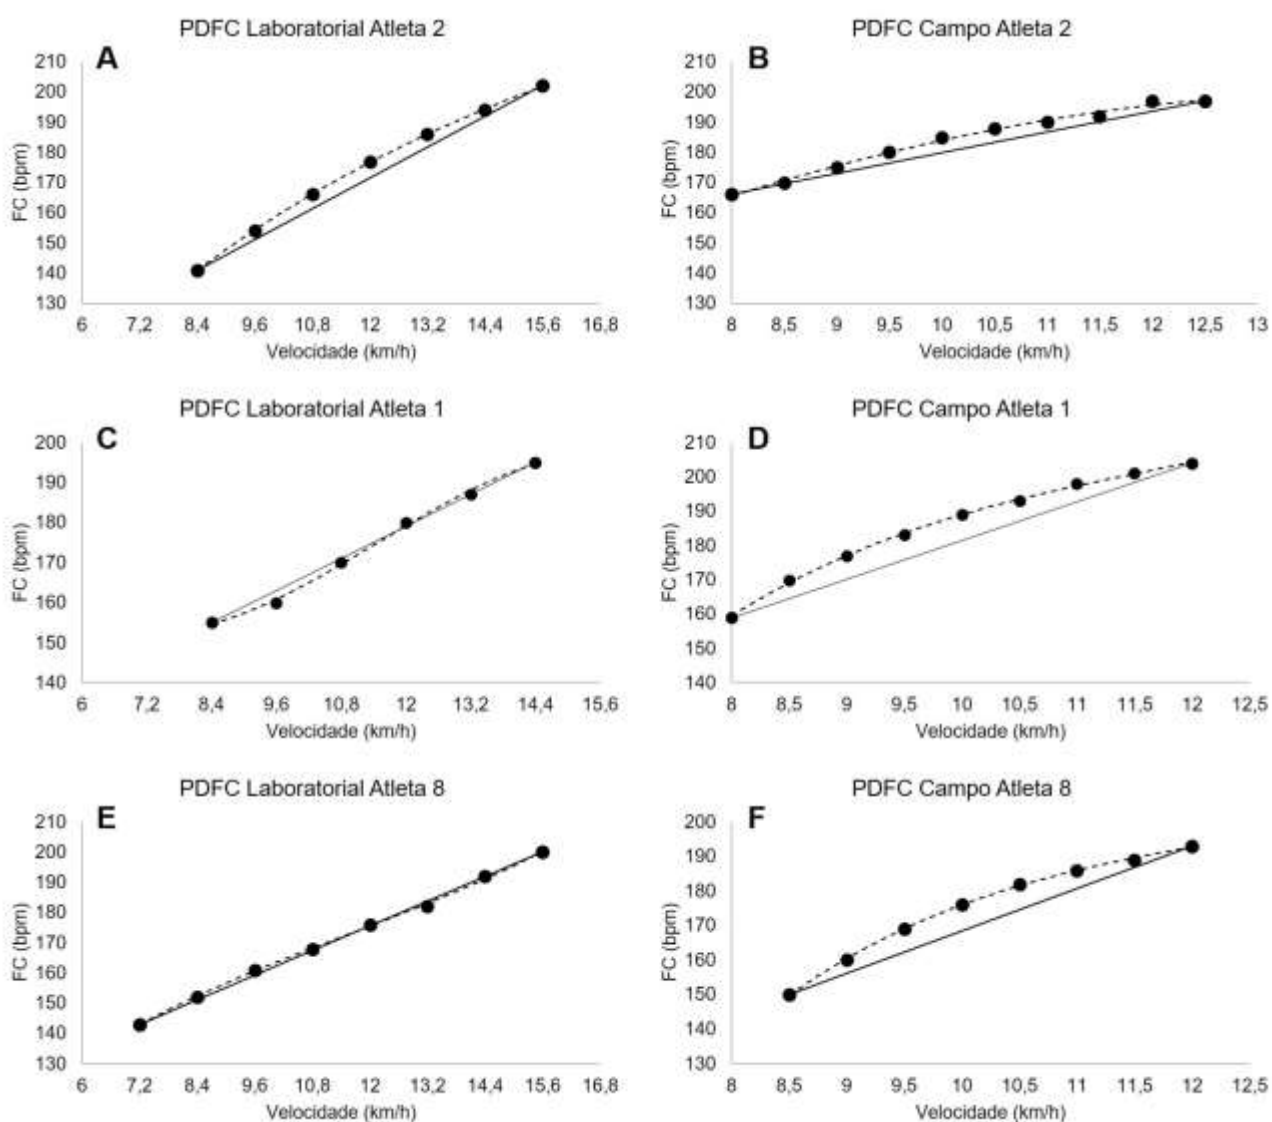 PDFC Laboratorial Atleta 2
A
210
200
190
180
170
160
150
140
130
FC (bpm)
6 7,2 8,4 9,6 10,8 12 13,2 14,4 15,6 16,8
Velocidade (km/h)
PDFC Campo Atleta 2
B
210
200
190
180
170
160
150
140
130
FC (bpm)
8 8,5 9 9,5 10 10,5 11 11,5 12 12,5 13
Velocidade (km/h)
PDFC Laboratorial Atleta 1
C
200
190
180
170
160
150
140
FC (bpm)
6 7,2 8,4 9,6 10,8 12 13,2 14,4 15,6
Velocidade (km/h)
PDFC Campo Atleta 1
D
210
200
190
180
170
160
150
140
FC (bpm)
8 8,5 9 9,5 10 10,5 11 11,5 12 12,5
Velocidade (km/h)
PDFC Laboratorial Atleta 8
E
210
200
190
180
170
160
150
140
130
FC (bpm)
6 7,2 8,4 9,6 10,8 12 13,2 14,4 15,6 16,8
Velocidade (km/h)
PDFC Campo Atleta 8
F
200
190
180
170
160
150
140
130
FC (bpm)
8 8,5 9 9,5 10 10,5 11 11,5 12 12,5
Velocidade (km/h)